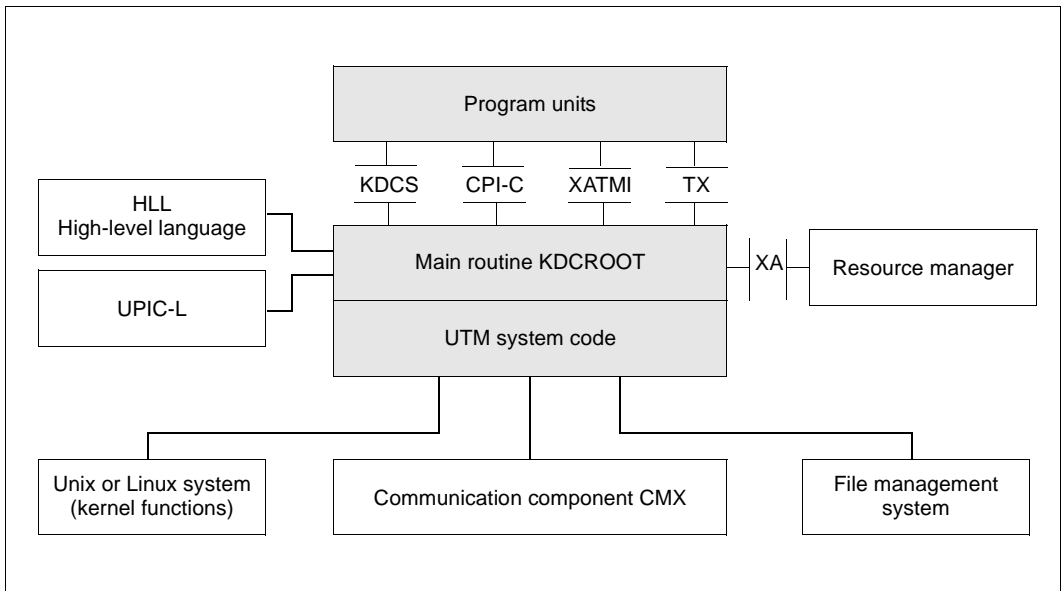 Program units
KDCS
CPI-C
XATMI
TX
HLL
High-level language
Main routine KDCROOT
XA
Resource manager
UPIC-L
UTM system code
Unix or Linux system
(kernel functions)
Communication component CMX
File management
system